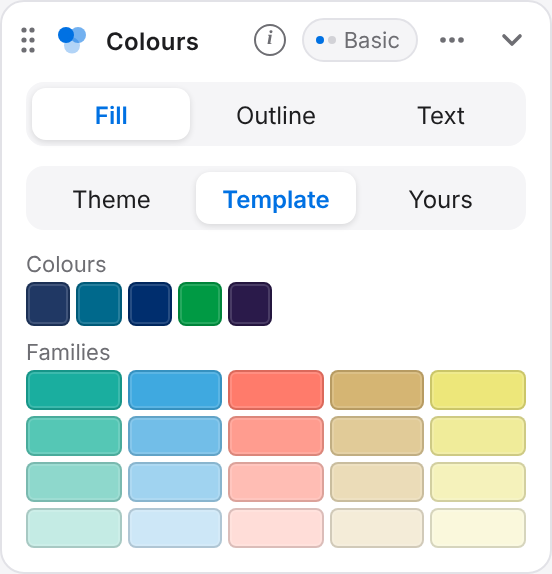 Colours
i
Basic
Fill
Outline
Text
Theme
Template
Yours
Colours
Families